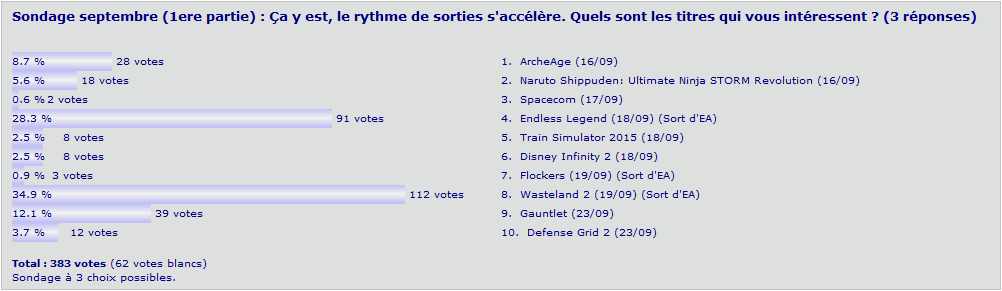 Sondage septembre (1ere partie) : Ça y est, le rythme de sorties s'accélère. Quels sont les titres qui vous intéressent ? (3 réponses)
8.7 % 28 votes 1. ArcheAge (16/09)
5.6 % 18 votes 2. Naruto Shippuden: Ultimate Ninja STORM Revolution (16/09)
0.6 % 2 votes 3. Spacecom (17/09)
28.3 % 91 votes 4. Endless Legend (18/09) (Sort d'EA)
2.5 % 8 votes 5. Train Simulator 2015 (18/09)
2.5 % 8 votes 6. Disney Infinity 2 (18/09)
0.9 % 3 votes 7. Flockers (19/09) (Sort d'EA)
34.9 % 112 votes 8. Wasteland 2 (19/09) (Sort d'EA)
12.1 % 39 votes 9. Gauntlet (23/09)
3.7 % 12 votes 10. Defense Grid 2 (23/09)
Total : 383 votes (62 votes blancs)
Sondage à 3 choix possibles.